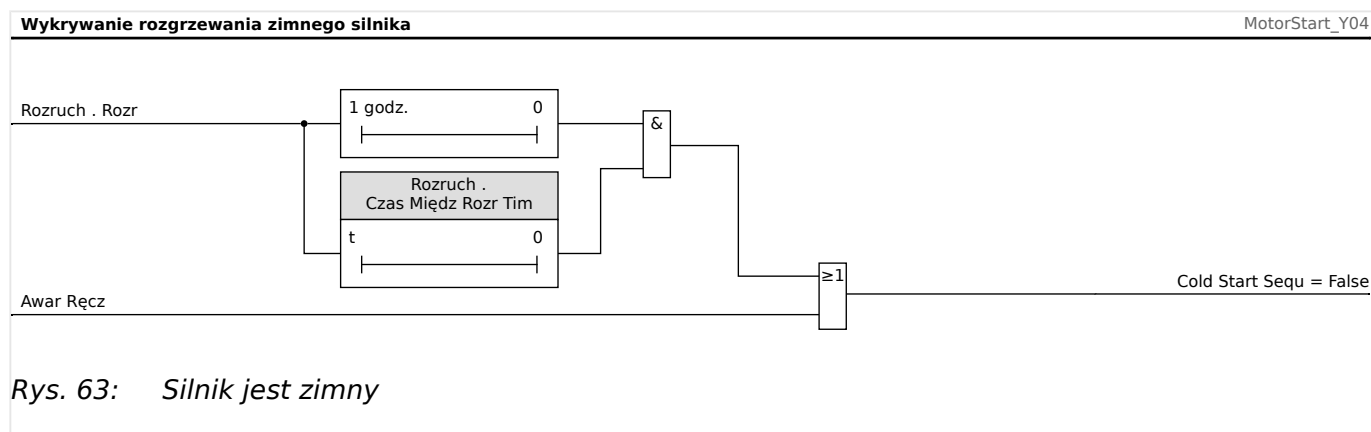 Wykrywanie rozgrzewania zimnego silnika
MotorStart_Y04
Rozruch . Rozr
1 godz. 0
&
Rozruch .
Czas Międz Rozr Tim
t 0
≥1
Cold Start Sequ = False
Awar Ręcz
Rys. 63: Silnik jest zimny